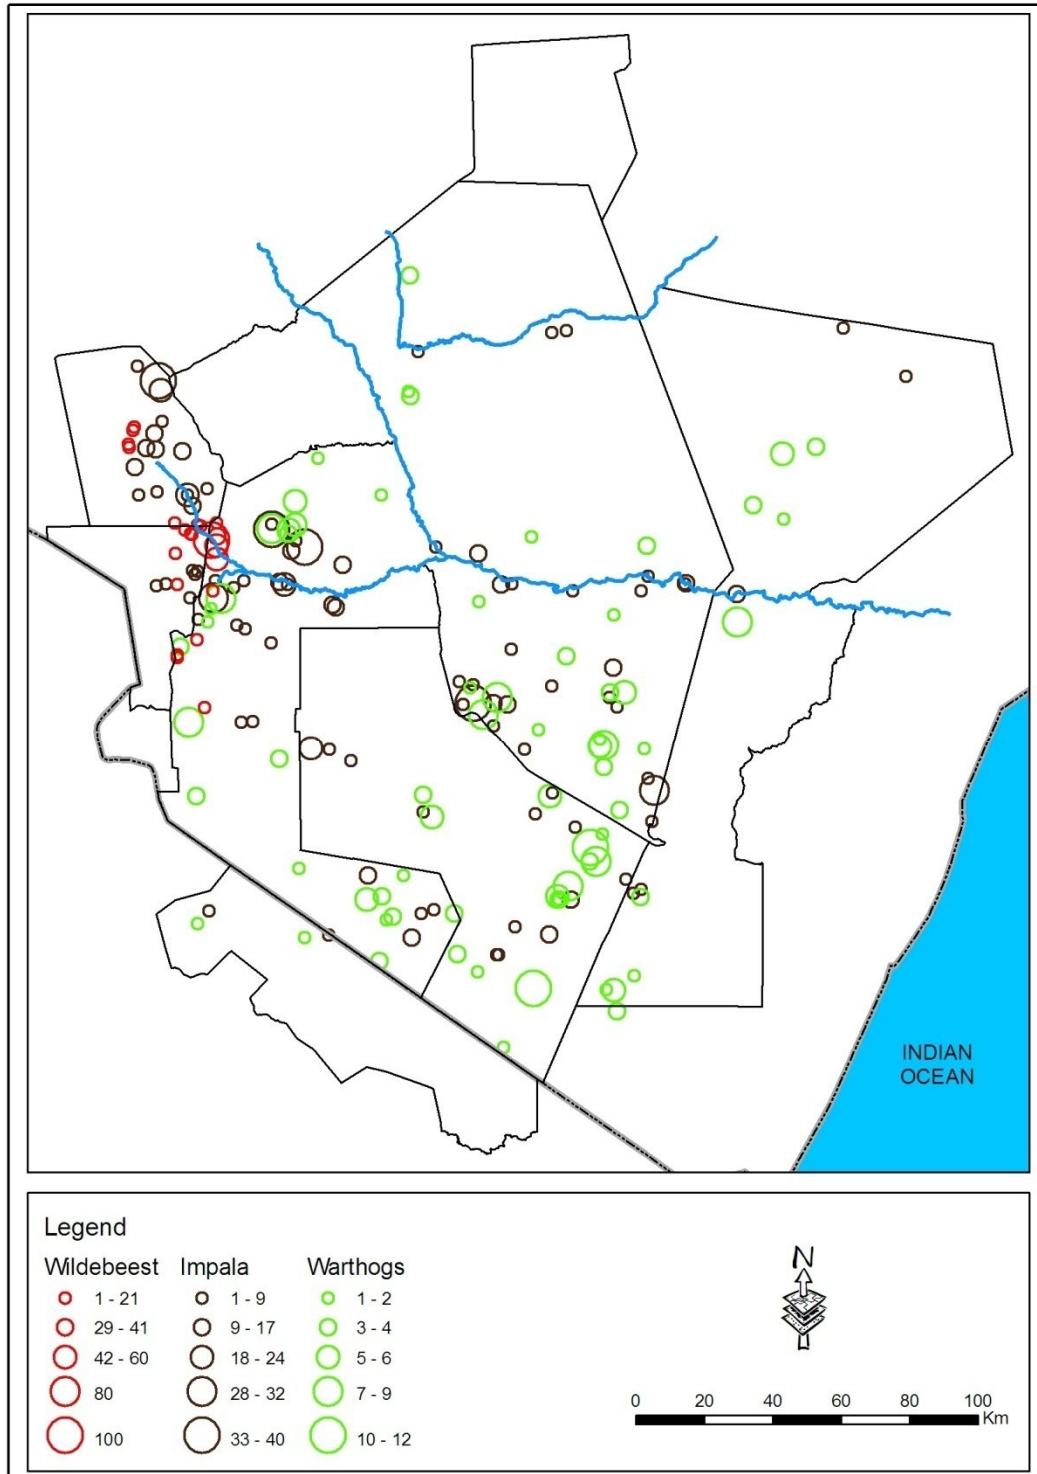 INDIAN
OCEAN
Legend
Wildebeest Impala Warthogs
1 - 21 1 - 9 1 - 2
29 - 41 9 - 17 3 - 4
42 - 60 18 - 24 5 - 6
80 28 - 32 7 - 9
100 33 - 40 10 - 12
N
0 20 40 60 80 100
Km